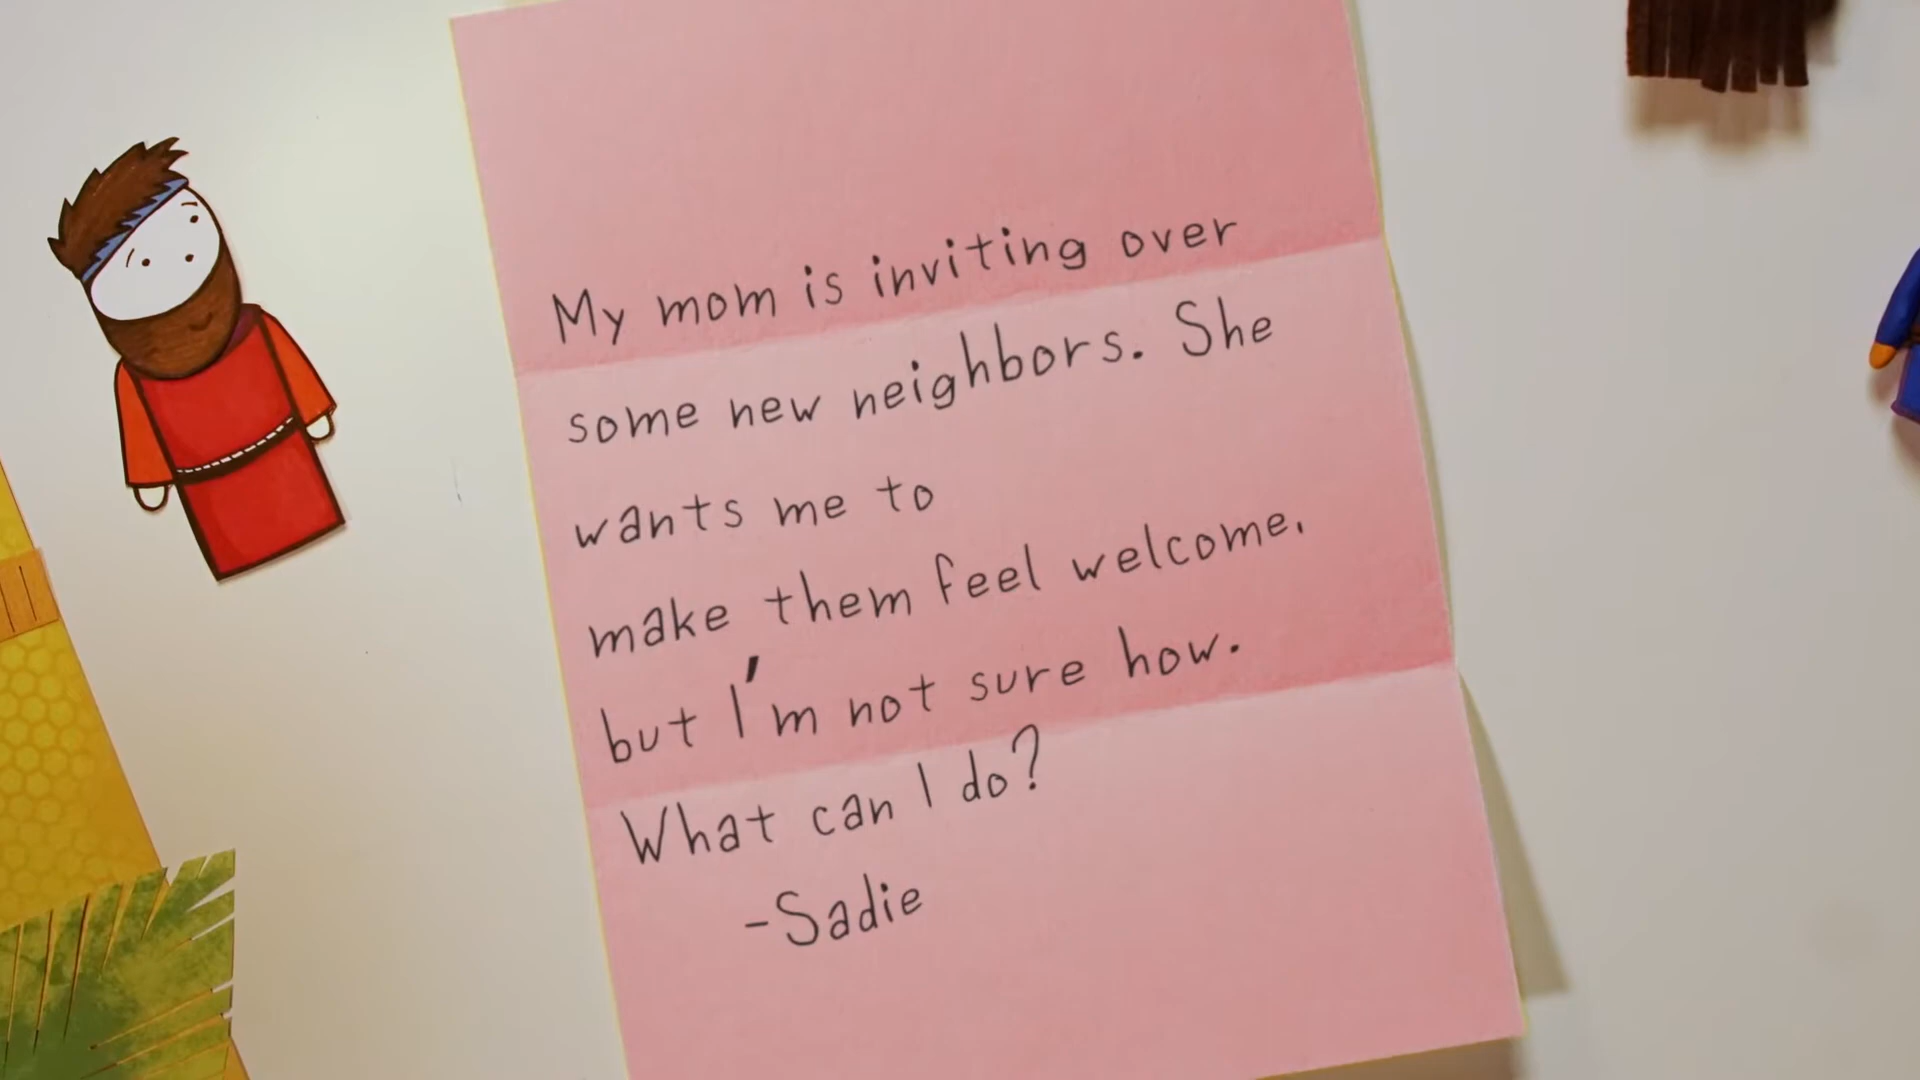 My mom is inviting over
some new neighbors. She
wants me to
make them feel welcome.
but I'm not sure how.
What can I do?
-Sadie